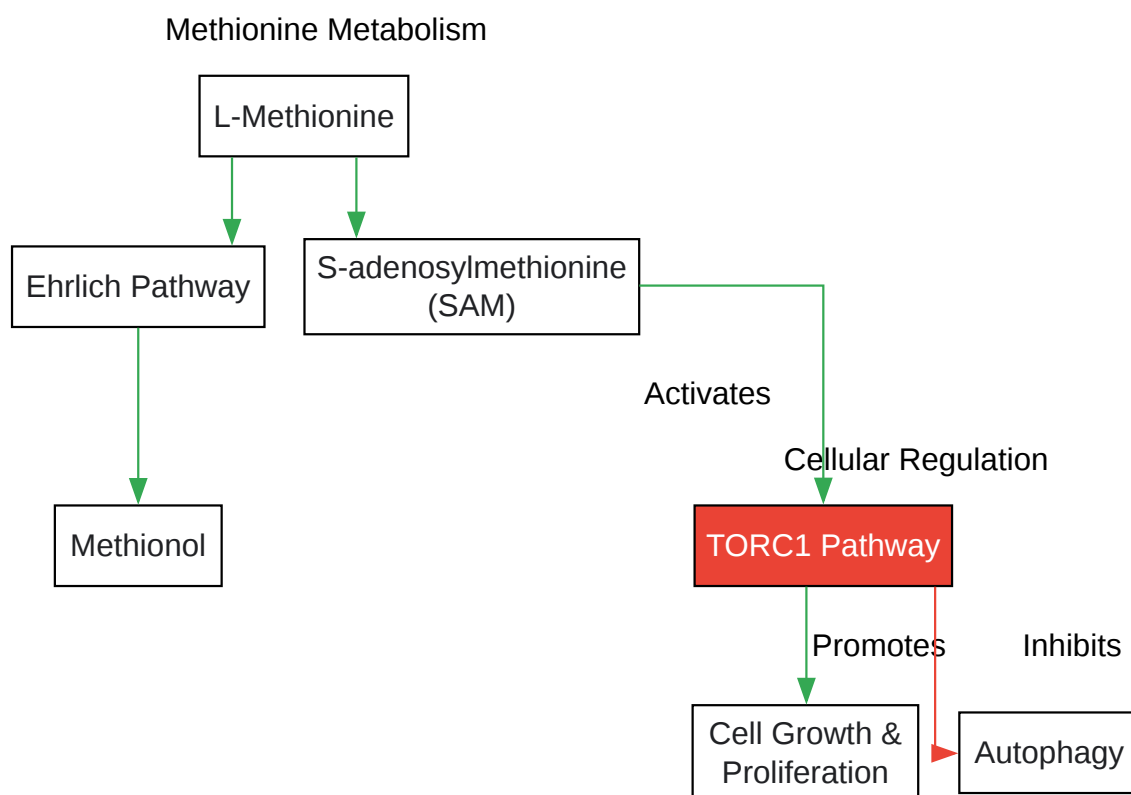 Methionine Metabolism
L-Methionine
Ehrlich Pathway
S-adenosylmethionine
(SAM)
Activates
Cellular Regulation
Methionol
TORC1 Pathway
Promotes
Inhibits
Cell Growth &
Proliferation
Autophagy